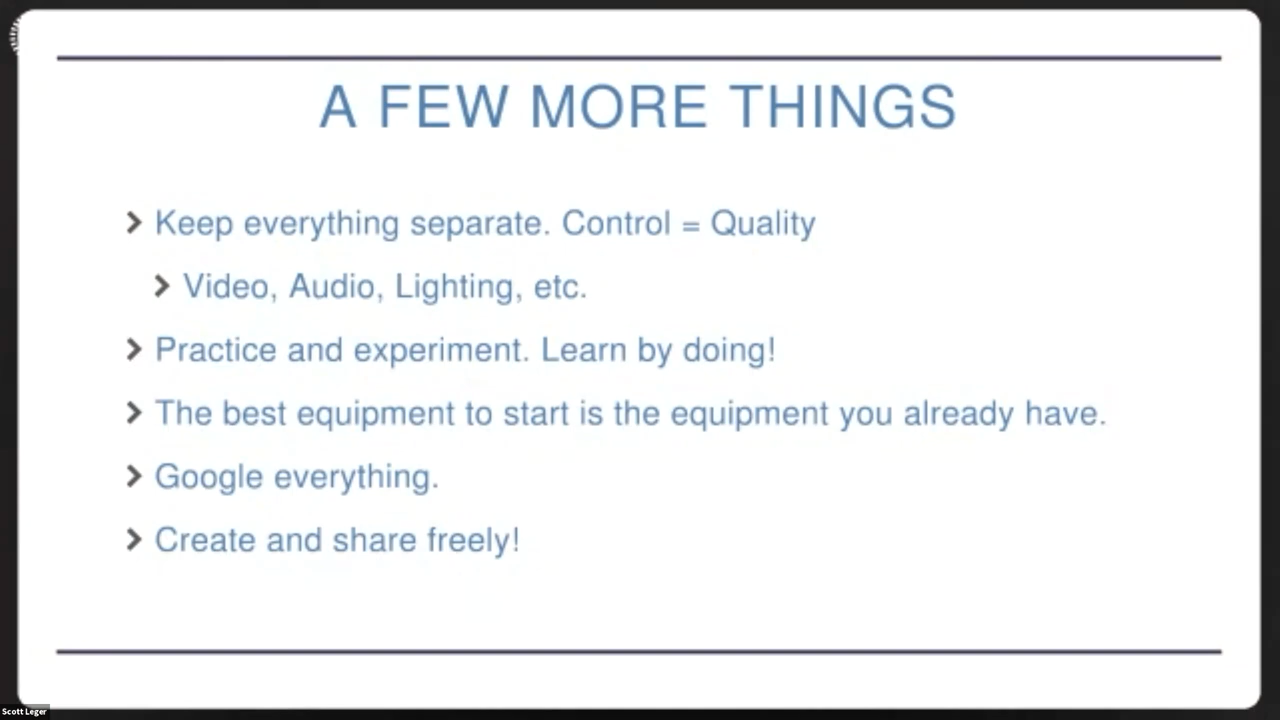 A FEW MORE THINGS
Keep everything separate. Control = Quality
Video, Audio, Lighting, etc.
Practice and experiment. Learn by doing!
The best equipment to start is the equipment you already have.
Google everything.
Create and share freely!
Scott Leger